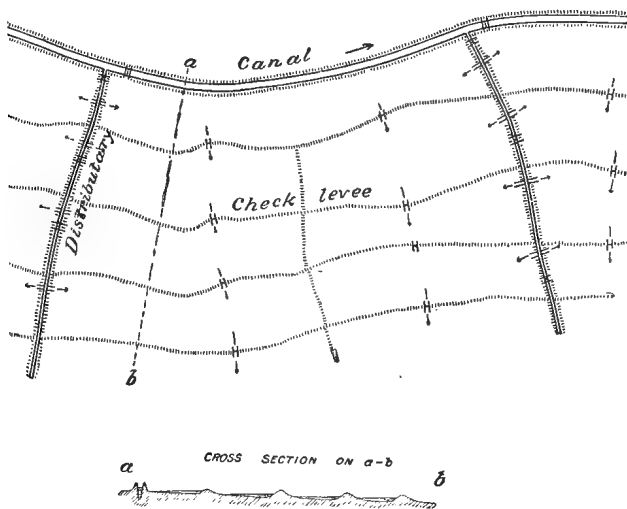 a
Canal
Distributary
Check levee
b
CROSS SECTION ON a-b
a
b